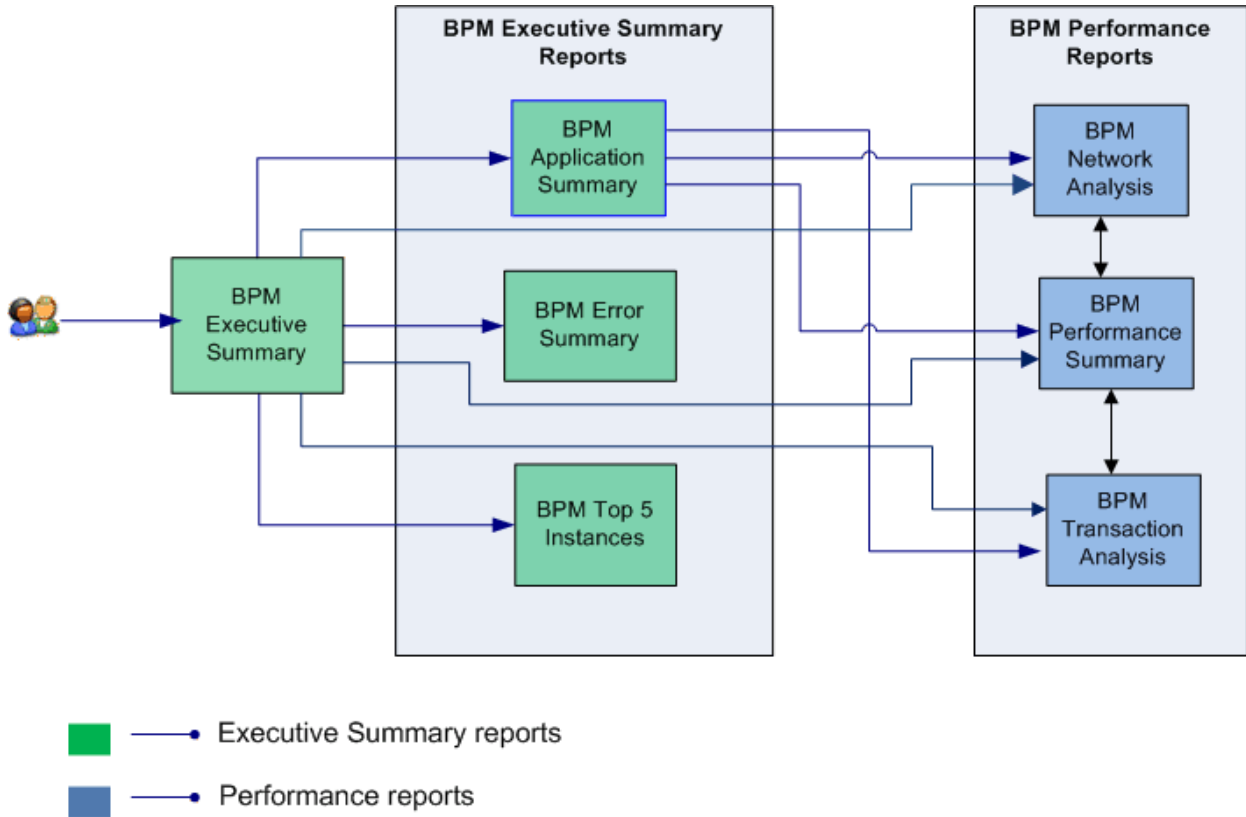 BPM Executive Summary
Reports
BPM Performance
Reports
BPM
Application
Summary
BPM
Network
Analysis
BPM
Executive
Summary
BPM Error
Summary
BPM
Performance
Summary
BPM Top 5
Instances
BPM
Transaction
Analysis
Executive Summary reports
Performance reports